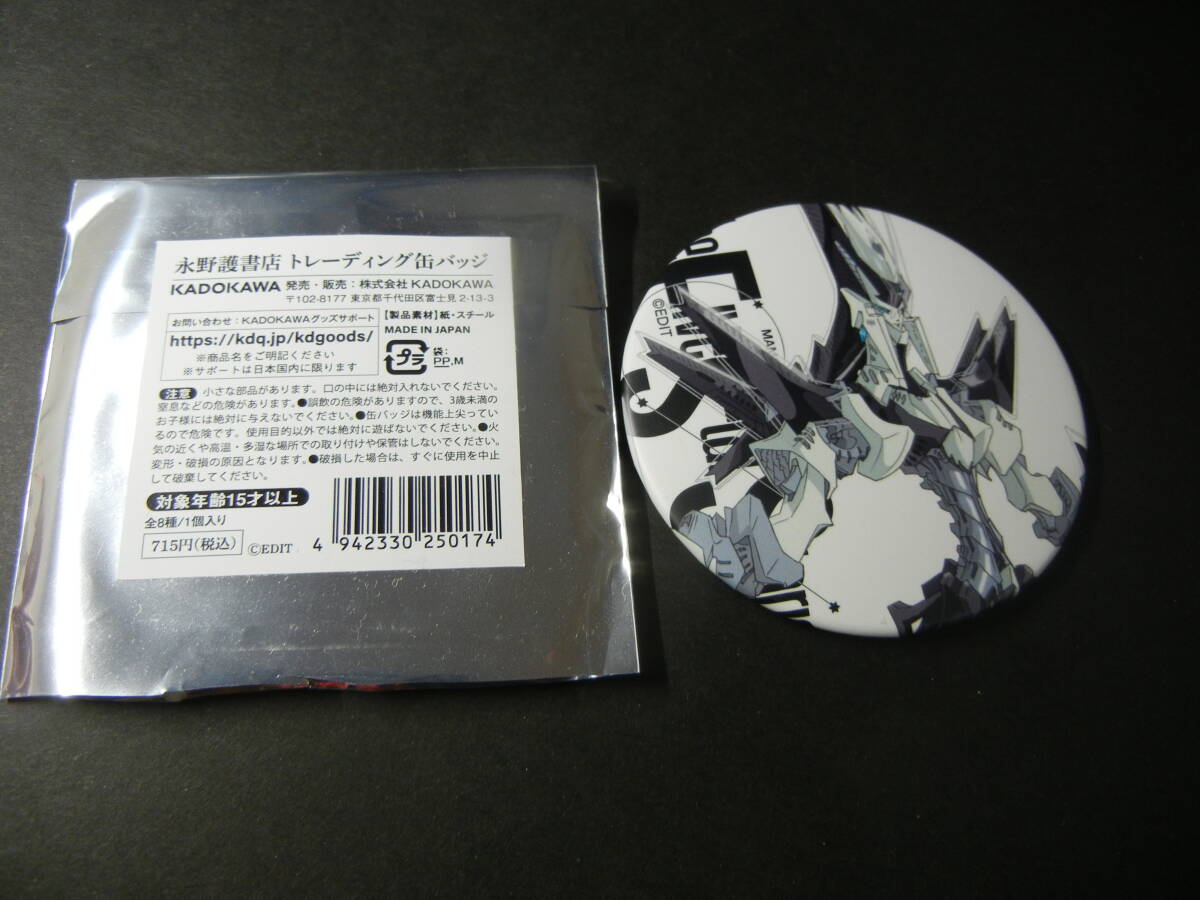 永野護書店 トレーディング缶バッジ
KADOKAWA 発売・販売：株式会社 KADOKAWA
〒102-8177 東京都千代田区富士見 2-13-3
お問い合わせ：KADOKAWAグッズサポート
https://kdq.jp/kdgoods/
※商品名をご明記ください
※サポートは日本国内に限ります
【製品素材】紙・スチール
MADE IN JAPAN
プラ
袋:
PP,M
注意 小さな部品があります。口の中には絶対入れないでください。
窒息などの危険があります。●誤飲の危険がありますので、3歳未満の
お子様には絶対に与えないでください。●缶バッジは機能上尖ってい
るので危険です。使用目的以外では絶対に遊ばないでください。●火
気の近くや高温・多湿な場所での取り付けや保管はしないでください。
変形・破損の原因となります。●破損した場合は、すぐに使用を中止
して破棄してください。
対象年齢15才以上
全8種/1個入り
715円(税込)
©EDIT
4 942330 250174
©EDIT
MA